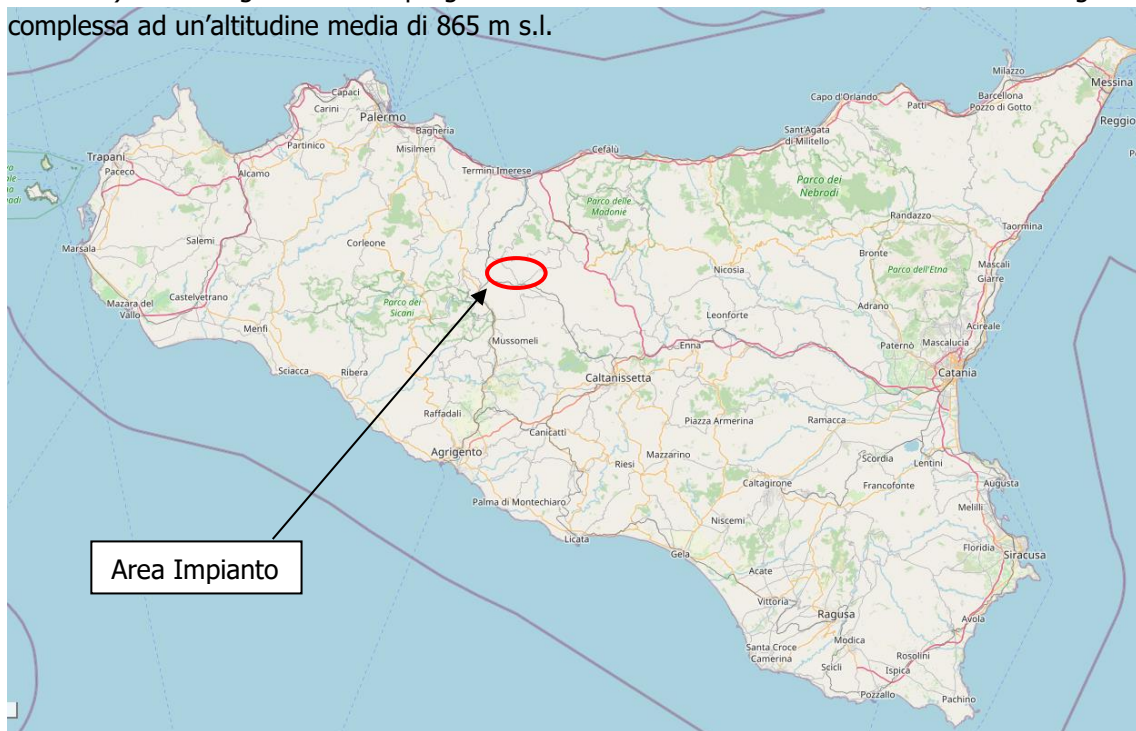 complessa ad un'altitudine media di 865 m s.l.
Milazzo
Messina
Capaci
Capo d'Orlando
Patti
Barcellona
Pozzo di Gotto
Carini
Palermo
Reggio
Bagheria
Sant'Agata
di Militello
Partinico
Misilmeri
Cefalù
Trapani
Paceco
Alcamo
Termini Imerese
Parco dei
Nebrodi
Parco delle
Madonie
Randazzo
Taormina
Marsala
Salemi
Corleone
Bronte
Mascali
Giarre
Nicosia
Parco dell'Etna
Mazara del
Vallo
Castelvetrano
Parco dei
Sicani
Adrano
Menfi
Leonforte
Acireale
Mussomeli
Enna
Paternò
Mascalucia
Sciacca
Ribera
Caltanissetta
Catania
Raffadali
Piazza Armerina
Ramacca
Canicattì
Agrigento
Riesi
Mazzarino
Scordia
Lentini
Caltagirone
Francofonte
Augusta
Palma di Montechiaro
Melilli
Niscemi
Licata
Gela
Floridia
Siracusa
Area Impianto
Acate
Vittoria
Ragusa
Avola
Modica
Santa Croce
Camerina
Rosolini
Scicli
Ispica
Pozzallo
Pachino